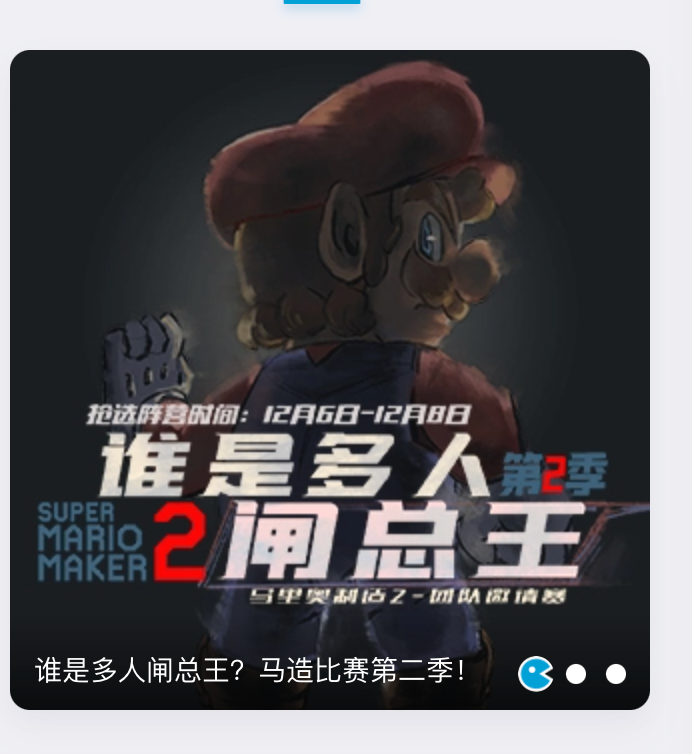 抢选阵营时间：12月6日-12月8日
谁是多人第2季
SUPER
MARIO
MAKER 2
闸总王
马里奥制造2-团队邀请赛
谁是多人闸总王？马造比赛第二季！